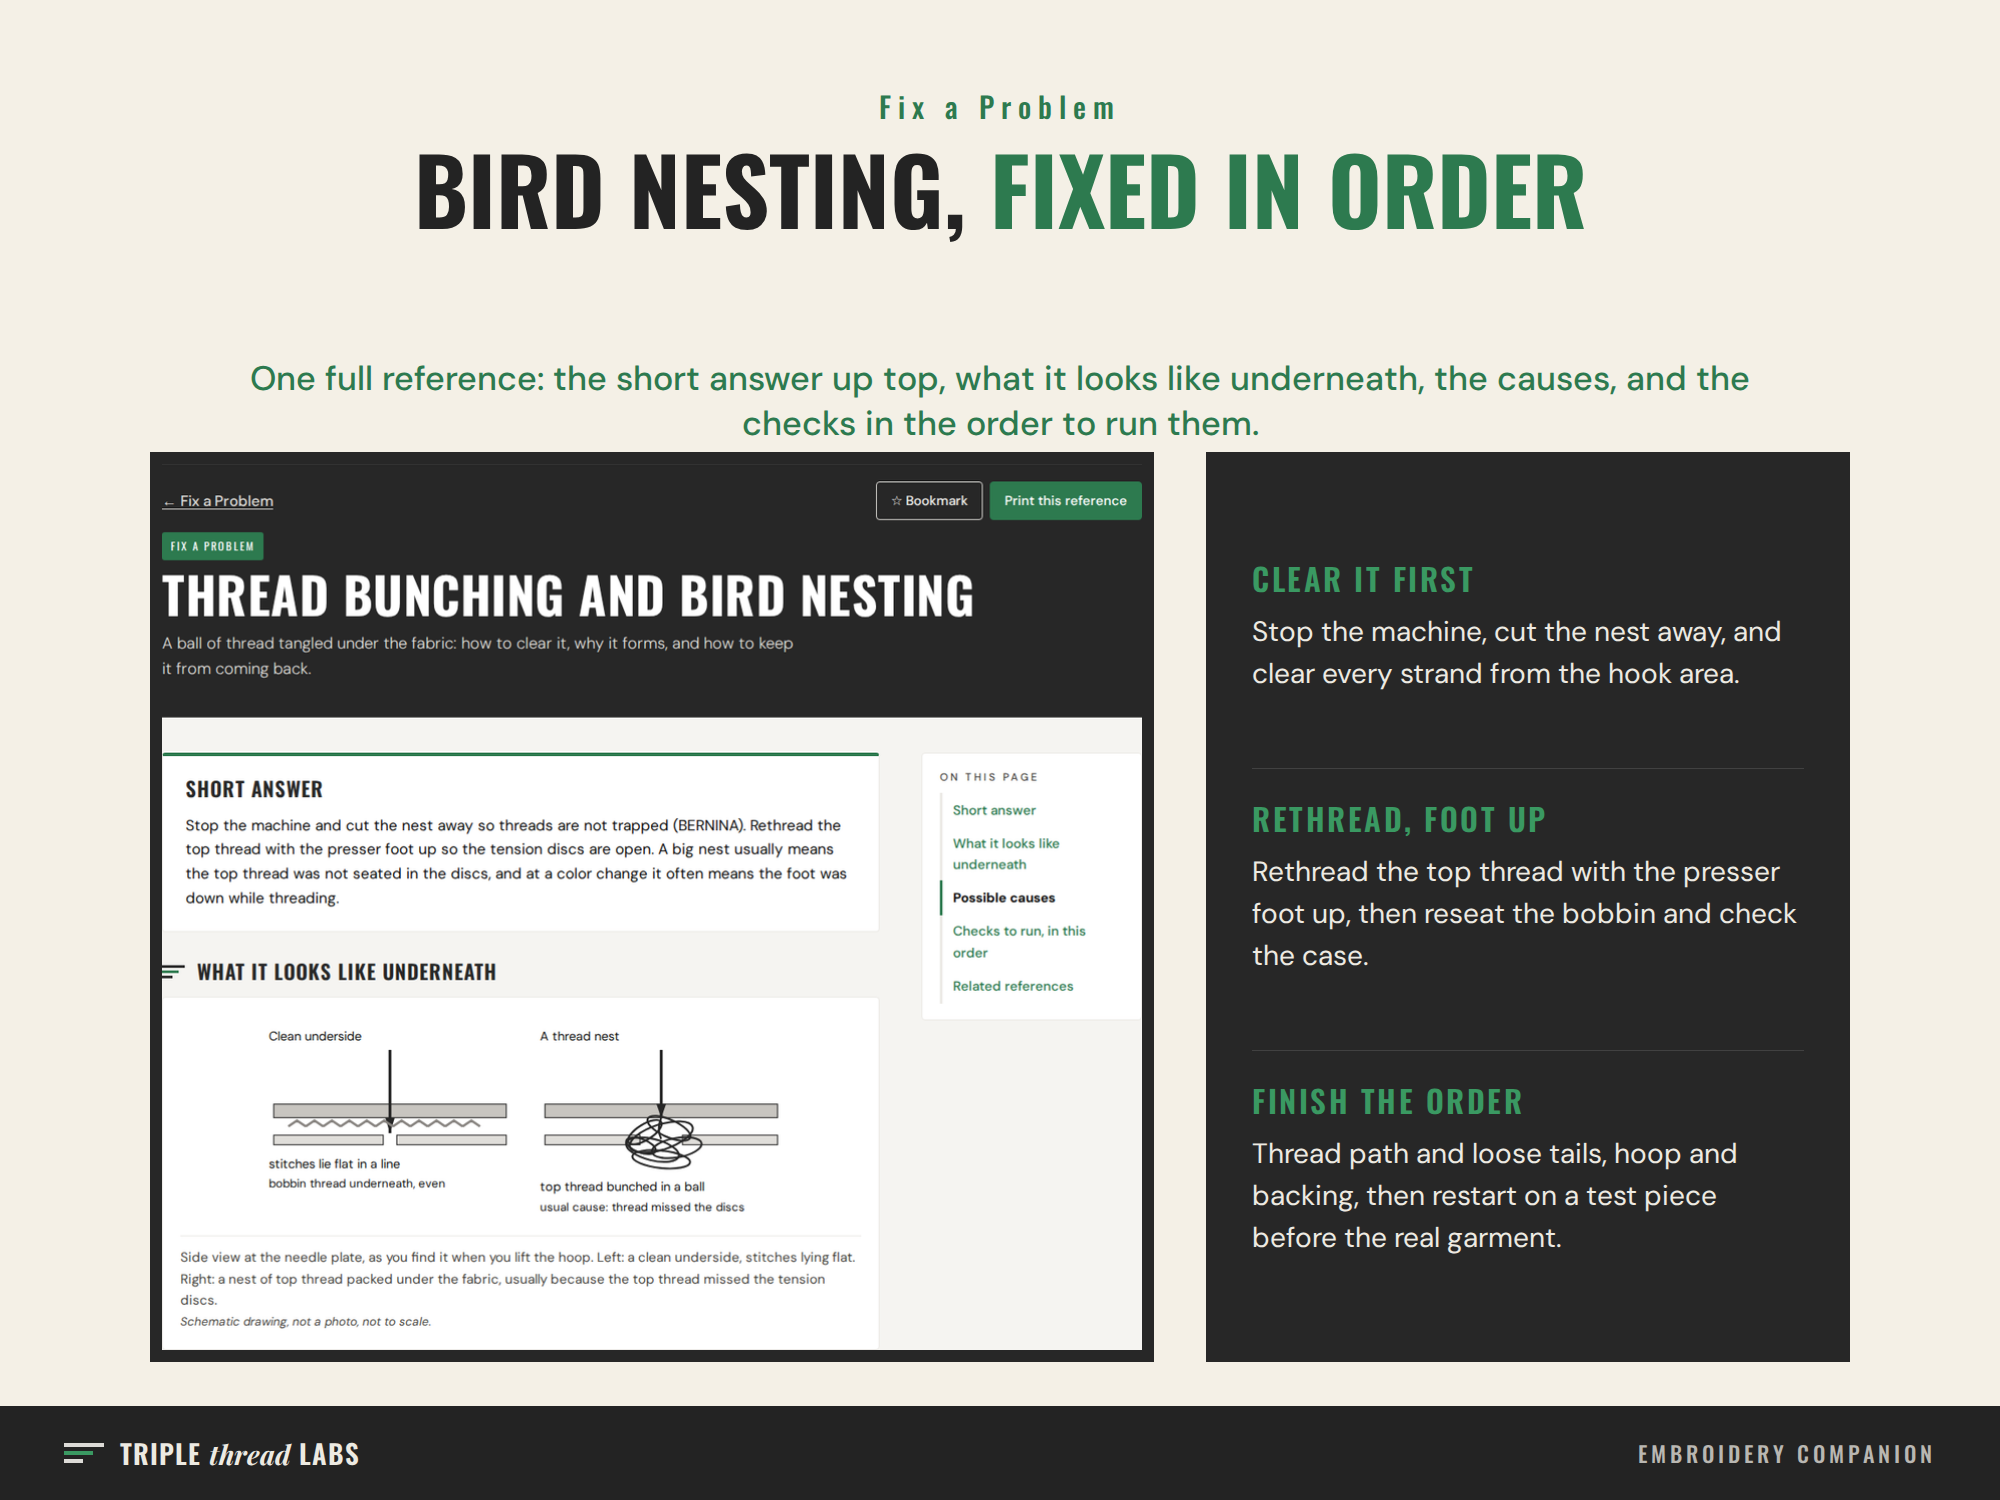 Fix a Problem
BIRD NESTING, FIXED IN ORDER
One full reference: the short answer up top, what it looks like underneath, the causes, and the
checks in the order to run them.
← Fix a Problem
☆ Bookmark
Print this reference
FIX A PROBLEM
THREAD BUNCHING AND BIRD NESTING
A ball of thread tangled under the fabric: how to clear it, why it forms, and how to keep
it from coming back.
SHORT ANSWER
Stop the machine and cut the nest away so threads are not trapped (BERNINA). Rethread the
top thread with the presser foot up so the tension discs are open. A big nest usually means
the top thread was not seated in the discs, and at a color change it often means the foot was
down while threading.
ON THIS PAGE
Short answer
What it looks like
underneath
Possible causes
Checks to run, in this
order
Related references
WHAT IT LOOKS LIKE UNDERNEATH
Clean underside
stitches lie flat in a line
bobbin thread underneath, even
A thread nest
top thread bunched in a ball
usual cause: thread missed the discs
Side view at the needle plate, as you find it when you lift the hoop. Left: a clean underside, stitches lying flat.
Right: a nest of top thread packed under the fabric, usually because the top thread missed the tension
discs.
Schematic drawing, not a photo, not to scale.
CLEAR IT FIRST
Stop the machine, cut the nest away, and
clear every strand from the hook area.
RETHREAD, FOOT UP
Rethread the top thread with the presser
foot up, then reseat the bobbin and check
the case.
FINISH THE ORDER
Thread path and loose tails, hoop and
backing, then restart on a test piece
before the real garment.
TRIPLE thread LABS
EMBROIDERY COMPANION